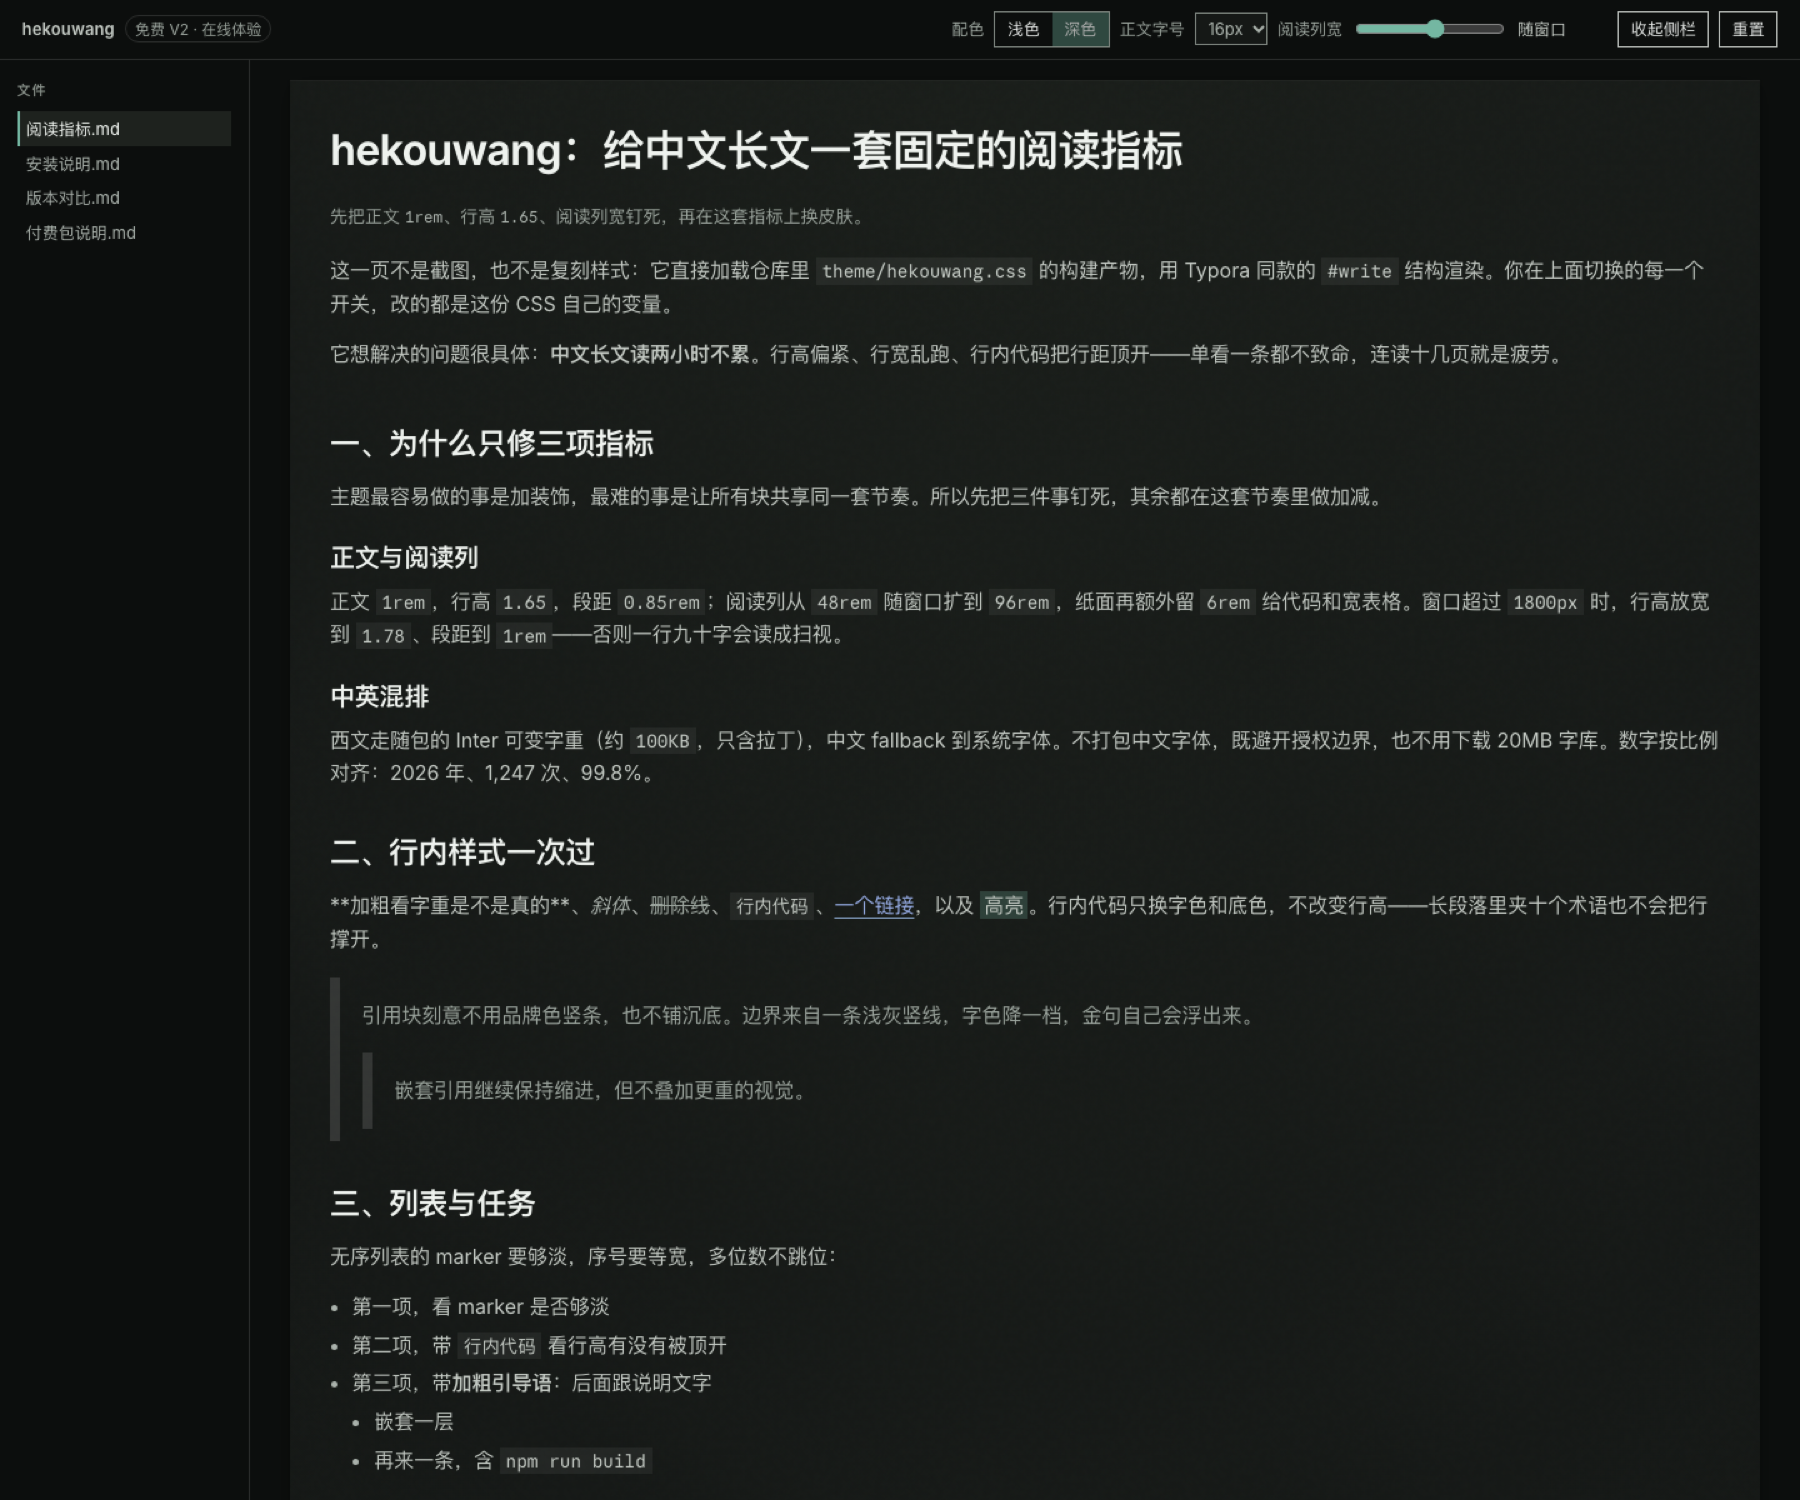 hekouwang 免费 V2 · 在线体验 配色 浅色 深色 正文字号 16px 阅读列宽 随窗口 收起侧栏 重置
文件
阅读指标.md
安装说明.md
版本对比.md
付费包说明.md
hekouwang：给中文长文一套固定的阅读指标
先把正文 1rem、行高 1.65、阅读列宽钉死，再在这套指标上换皮肤。
这一页不是截图，也不是复刻样式：它直接加载仓库里 theme/hekouwang.css 的构建产物，用 Typora 同款的 #write 结构渲染。你在上面切换的每一个
开关，改的都是这份 CSS 自己的变量。
它想解决的问题很具体：中文长文读两小时不累。行高偏紧、行宽乱跑、行内代码把行距顶开——单看一条都不致命，连读十几页就是疲劳。
一、为什么只修三项指标
主题最容易做的事是加装饰，最难的事是让所有块共享同一套节奏。所以先把三件事钉死，其余都在这套节奏里做加减。
正文与阅读列
正文 1rem，行高 1.65，段距 0.85rem；阅读列从 48rem 随窗口扩到 96rem，纸面再额外留 6rem 给代码和宽表格。窗口超过 1800px 时，行高放宽
到 1.78、段距到 1rem——否则一行九十字会读成扫视。
中英混排
西文走随包的 Inter 可变字重（约 100KB，只含拉丁），中文 fallback 到系统字体。不打包中文字体，既避开授权边界，也不用下载 20MB 字库。数字按比例
对齐：2026 年、1,247 次、99.8%。
二、行内样式一次过
**加粗看字重是不是真的**、斜体、删除线、行内代码、一个链接，以及 高亮。行内代码只换字色和底色，不改变行高——长段落里夹十个术语也不会把行
撑开。
引用块刻意不用品牌色竖条，也不铺沉底。边界来自一条浅灰竖线，字色降一档，金句自己会浮出来。
嵌套引用继续保持缩进，但不叠加更重的视觉。
三、列表与任务
无序列表的 marker 要够淡，序号要等宽，多位数不跳位：
• 第一项，看 marker 是否够淡
• 第二项，带 行内代码 看行高有没有被顶开
• 第三项，带加粗引导语：后面跟说明文字
• 嵌套一层
• 再来一条，含 npm run build